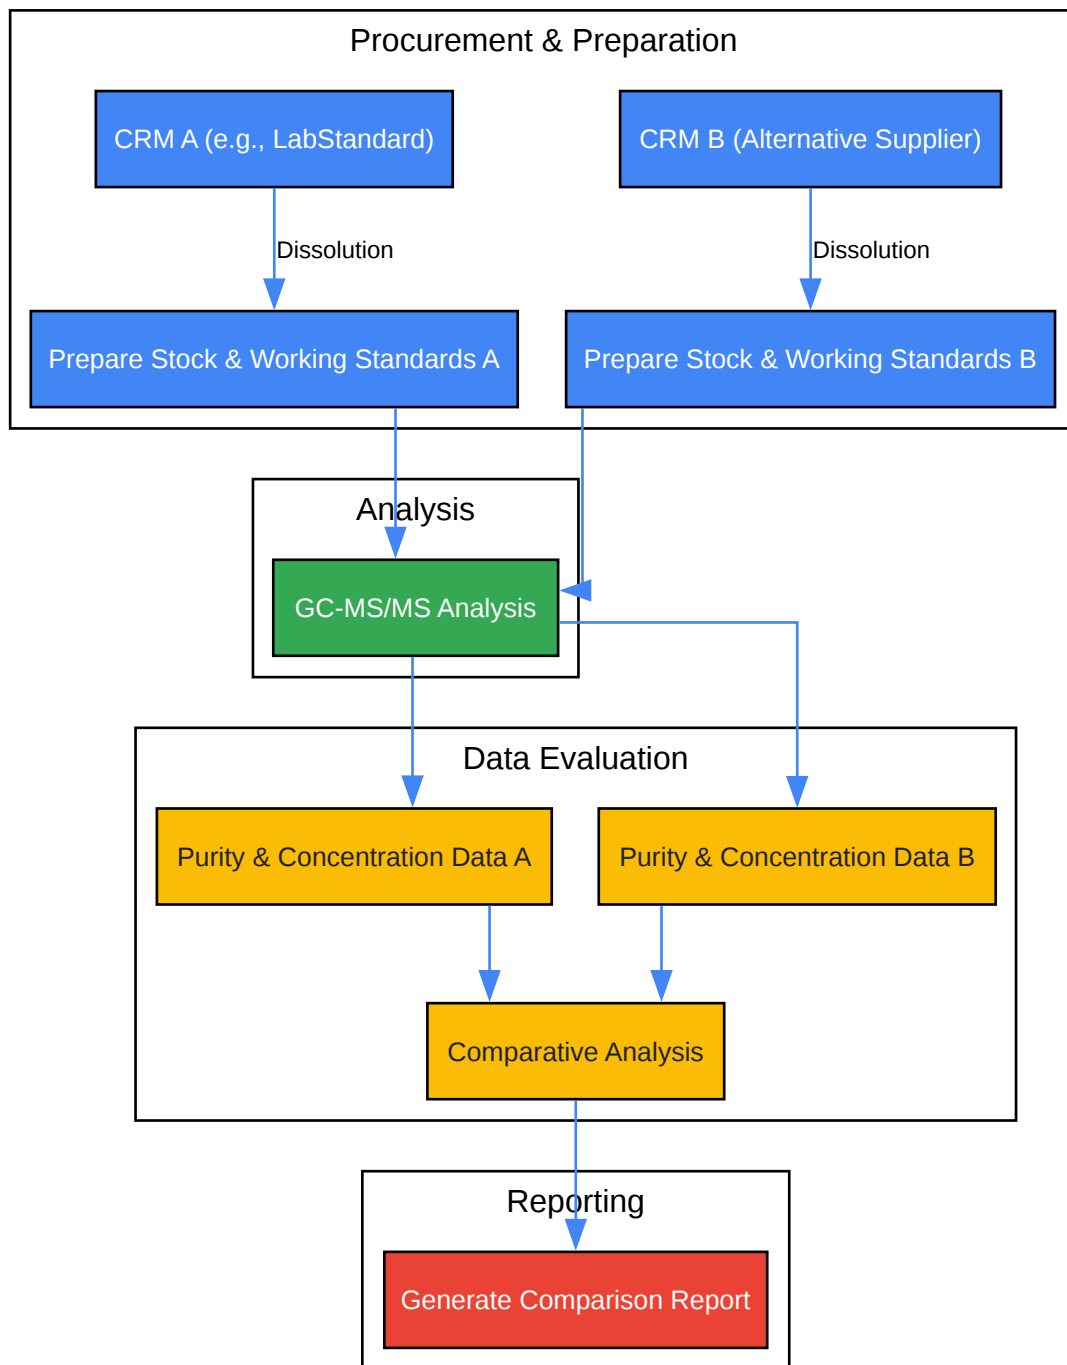 Procurement & Preparation
CRM A (e.g., LabStandard)
CRM B (Alternative Supplier)
Dissolution
Dissolution
Prepare Stock & Working Standards A
Prepare Stock & Working Standards B
Analysis
GC-MS/MS Analysis
Data Evaluation
Purity & Concentration Data A
Purity & Concentration Data B
Comparative Analysis
Reporting
Generate Comparison Report